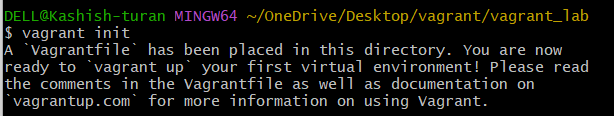 DELL@Kashish-turan MINGW64 ~/OneDrive/Desktop/vagrant/vagrant_lab
$ vagrant init
A `Vagrantfile` has been placed in this directory. You are now
ready to `vagrant up` your first virtual environment! Please read
the comments in the Vagrantfile as well as documentation on
`vagrantup.com` for more information on using Vagrant.